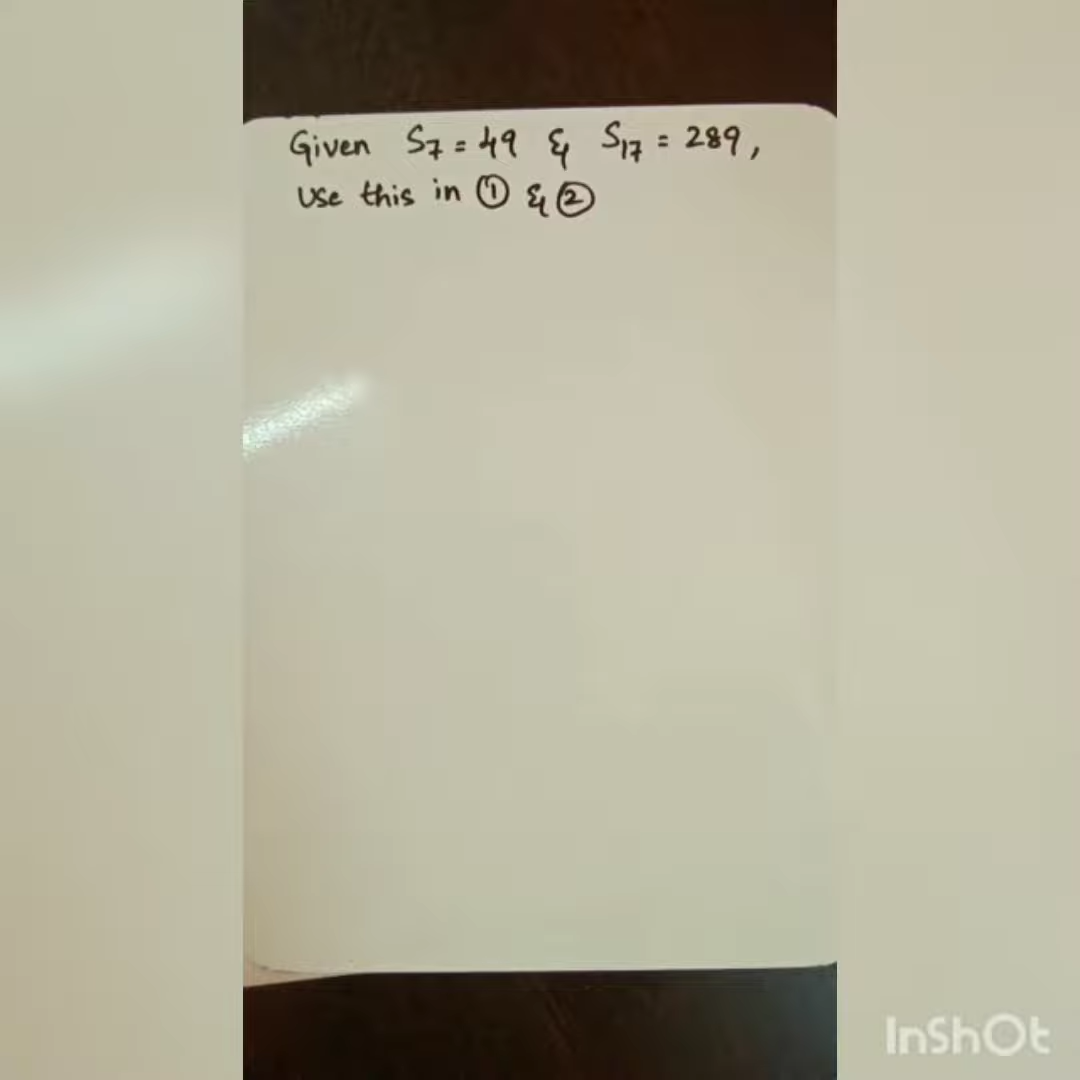 Given S₇ = 49 & S₁₇ = 289,
Use this in ① & ②
InShOt